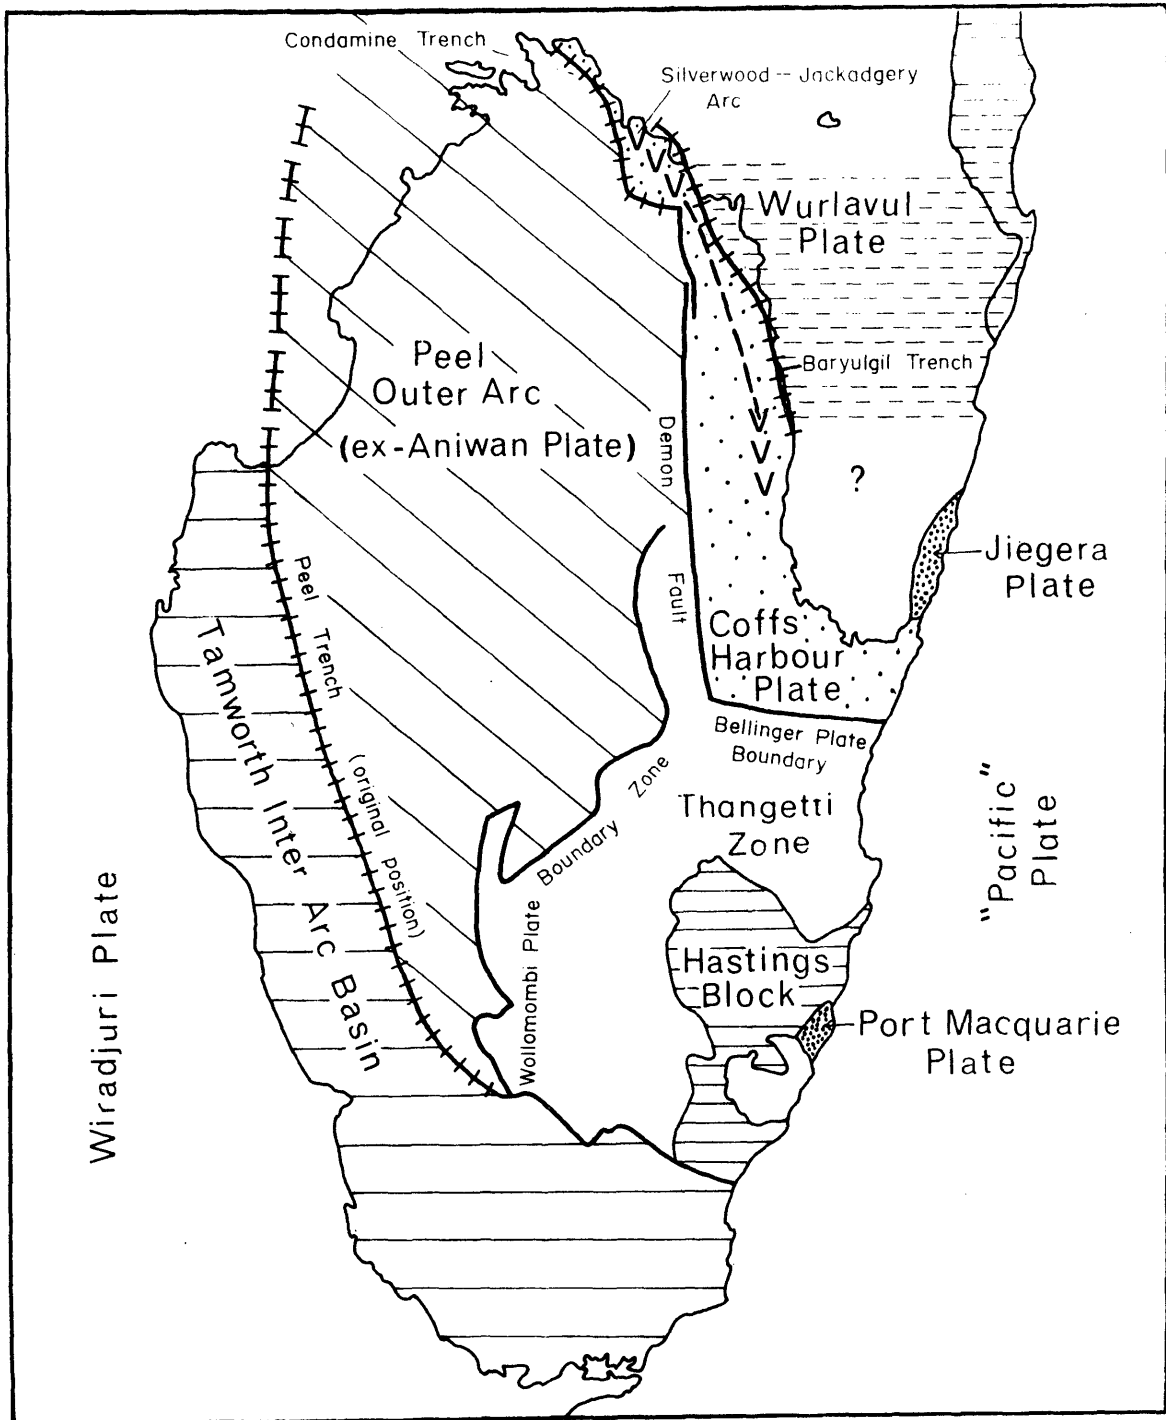 Condamine Trench
Silverwood -- Jackadgery
Arc
Wurlavul
Plate
Baryulgil Trench
Peel
Outer Arc
(ex-Aniwan Plate)
Demon
Fault
?
Jiegera
Plate
Coffs
Harbour
Plate
Bellinger Plate
Boundary
Peel Trench (original position)
Tamworth Inter Arc Basin
Wollomombi Plate Boundary Zone
Thangetti
Zone
"Pacific"
Plate
Hastings
Block
Port Macquarie
Plate
Wiradjuri Plate